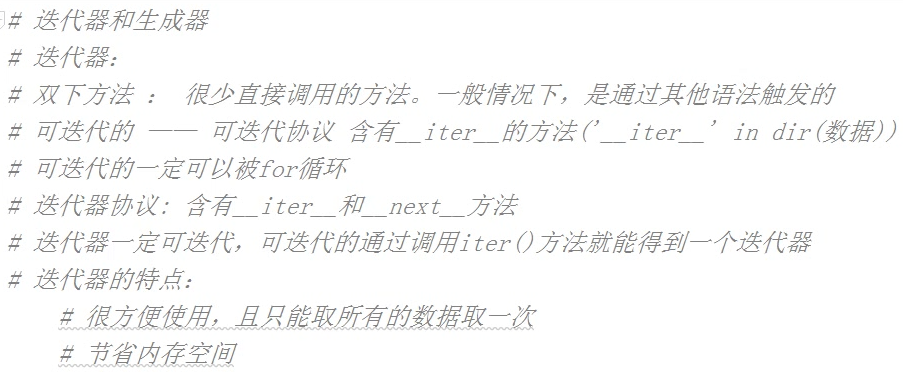 # 迭代器和生成器
# 迭代器:
# 双下方法 : 很少直接调用的方法。一般情况下，是通过其他语法触发的
# 可迭代的 —— 可迭代协议 含有__iter__的方法('__iter__' in dir(数据))
# 可迭代的一定可以被for循环
# 迭代器协议: 含有__iter__和__next__方法
# 迭代器一定可迭代，可迭代的通过调用iter()方法就能得到一个迭代器
# 迭代器的特点:
# 很方便使用，且只能取所有的数据取一次
# 节省内存空间